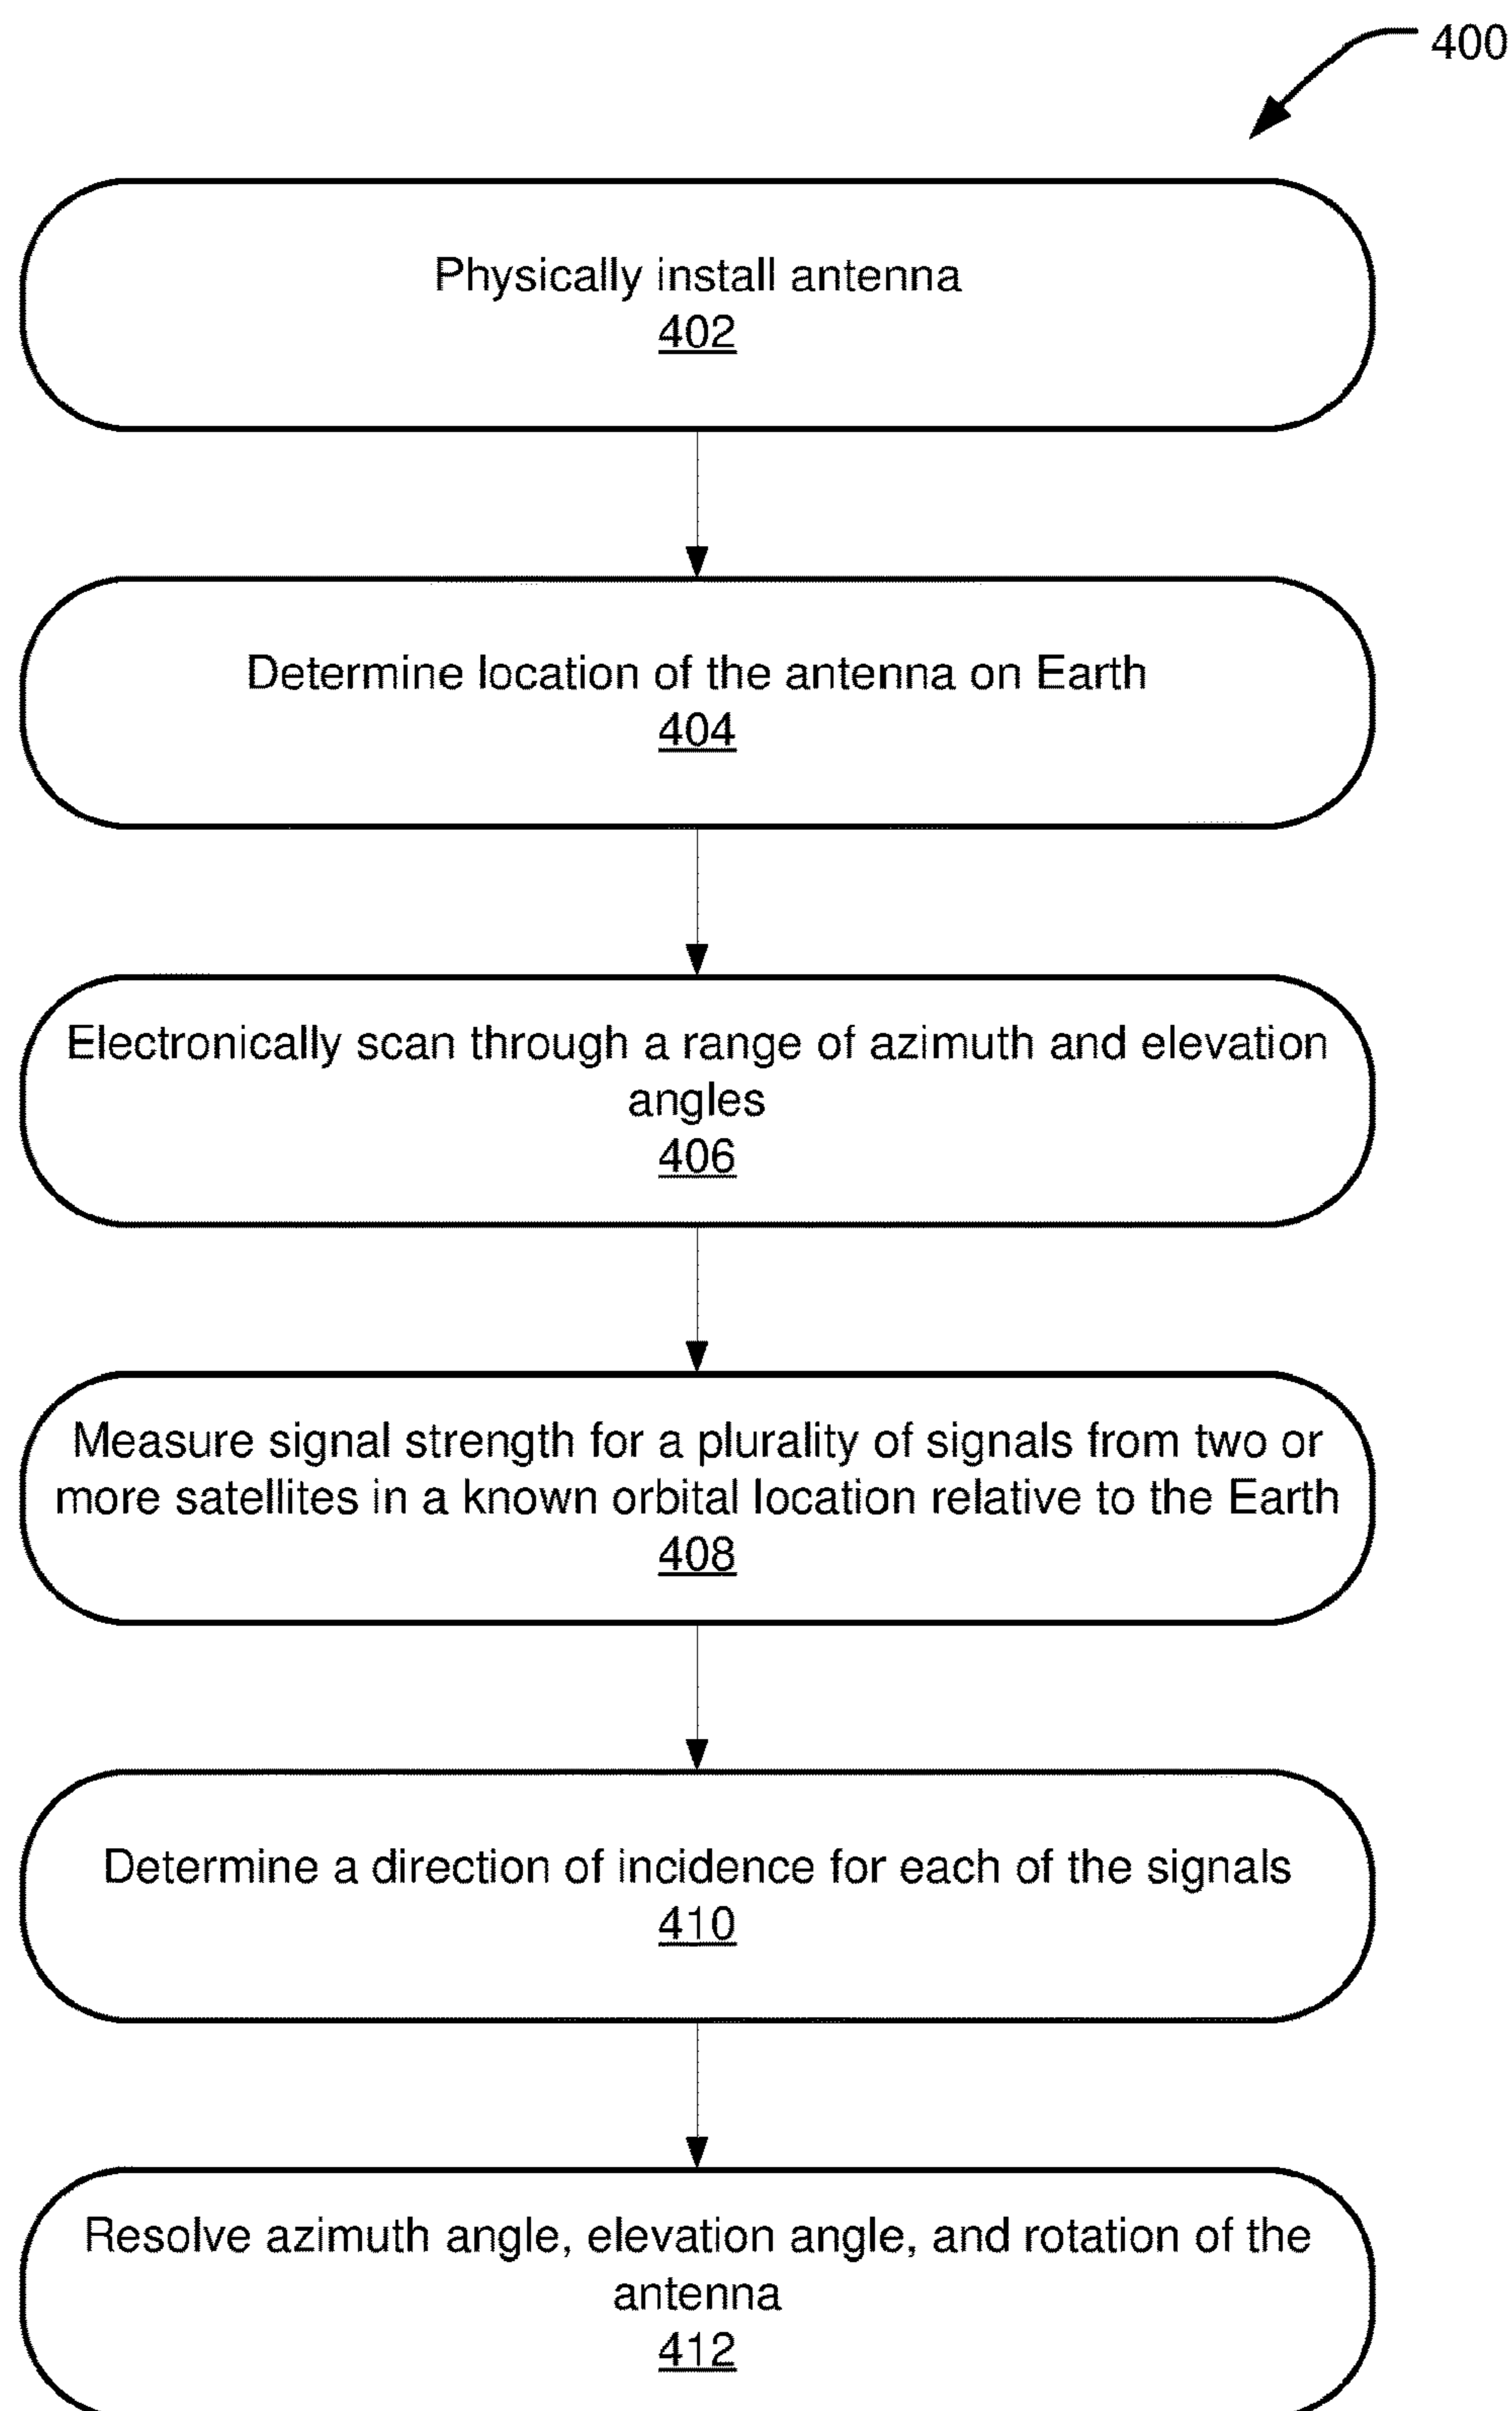 400
Physically install antenna
402
Determine location of the antenna on Earth
404
Electronically scan through a range of azimuth and elevation
angles
406
Measure signal strength for a plurality of signals from two or
more satellites in a known orbital location relative to the Earth
408
Determine a direction of incidence for each of the signals
410
Resolve azimuth angle, elevation angle, and rotation of the
antenna
412